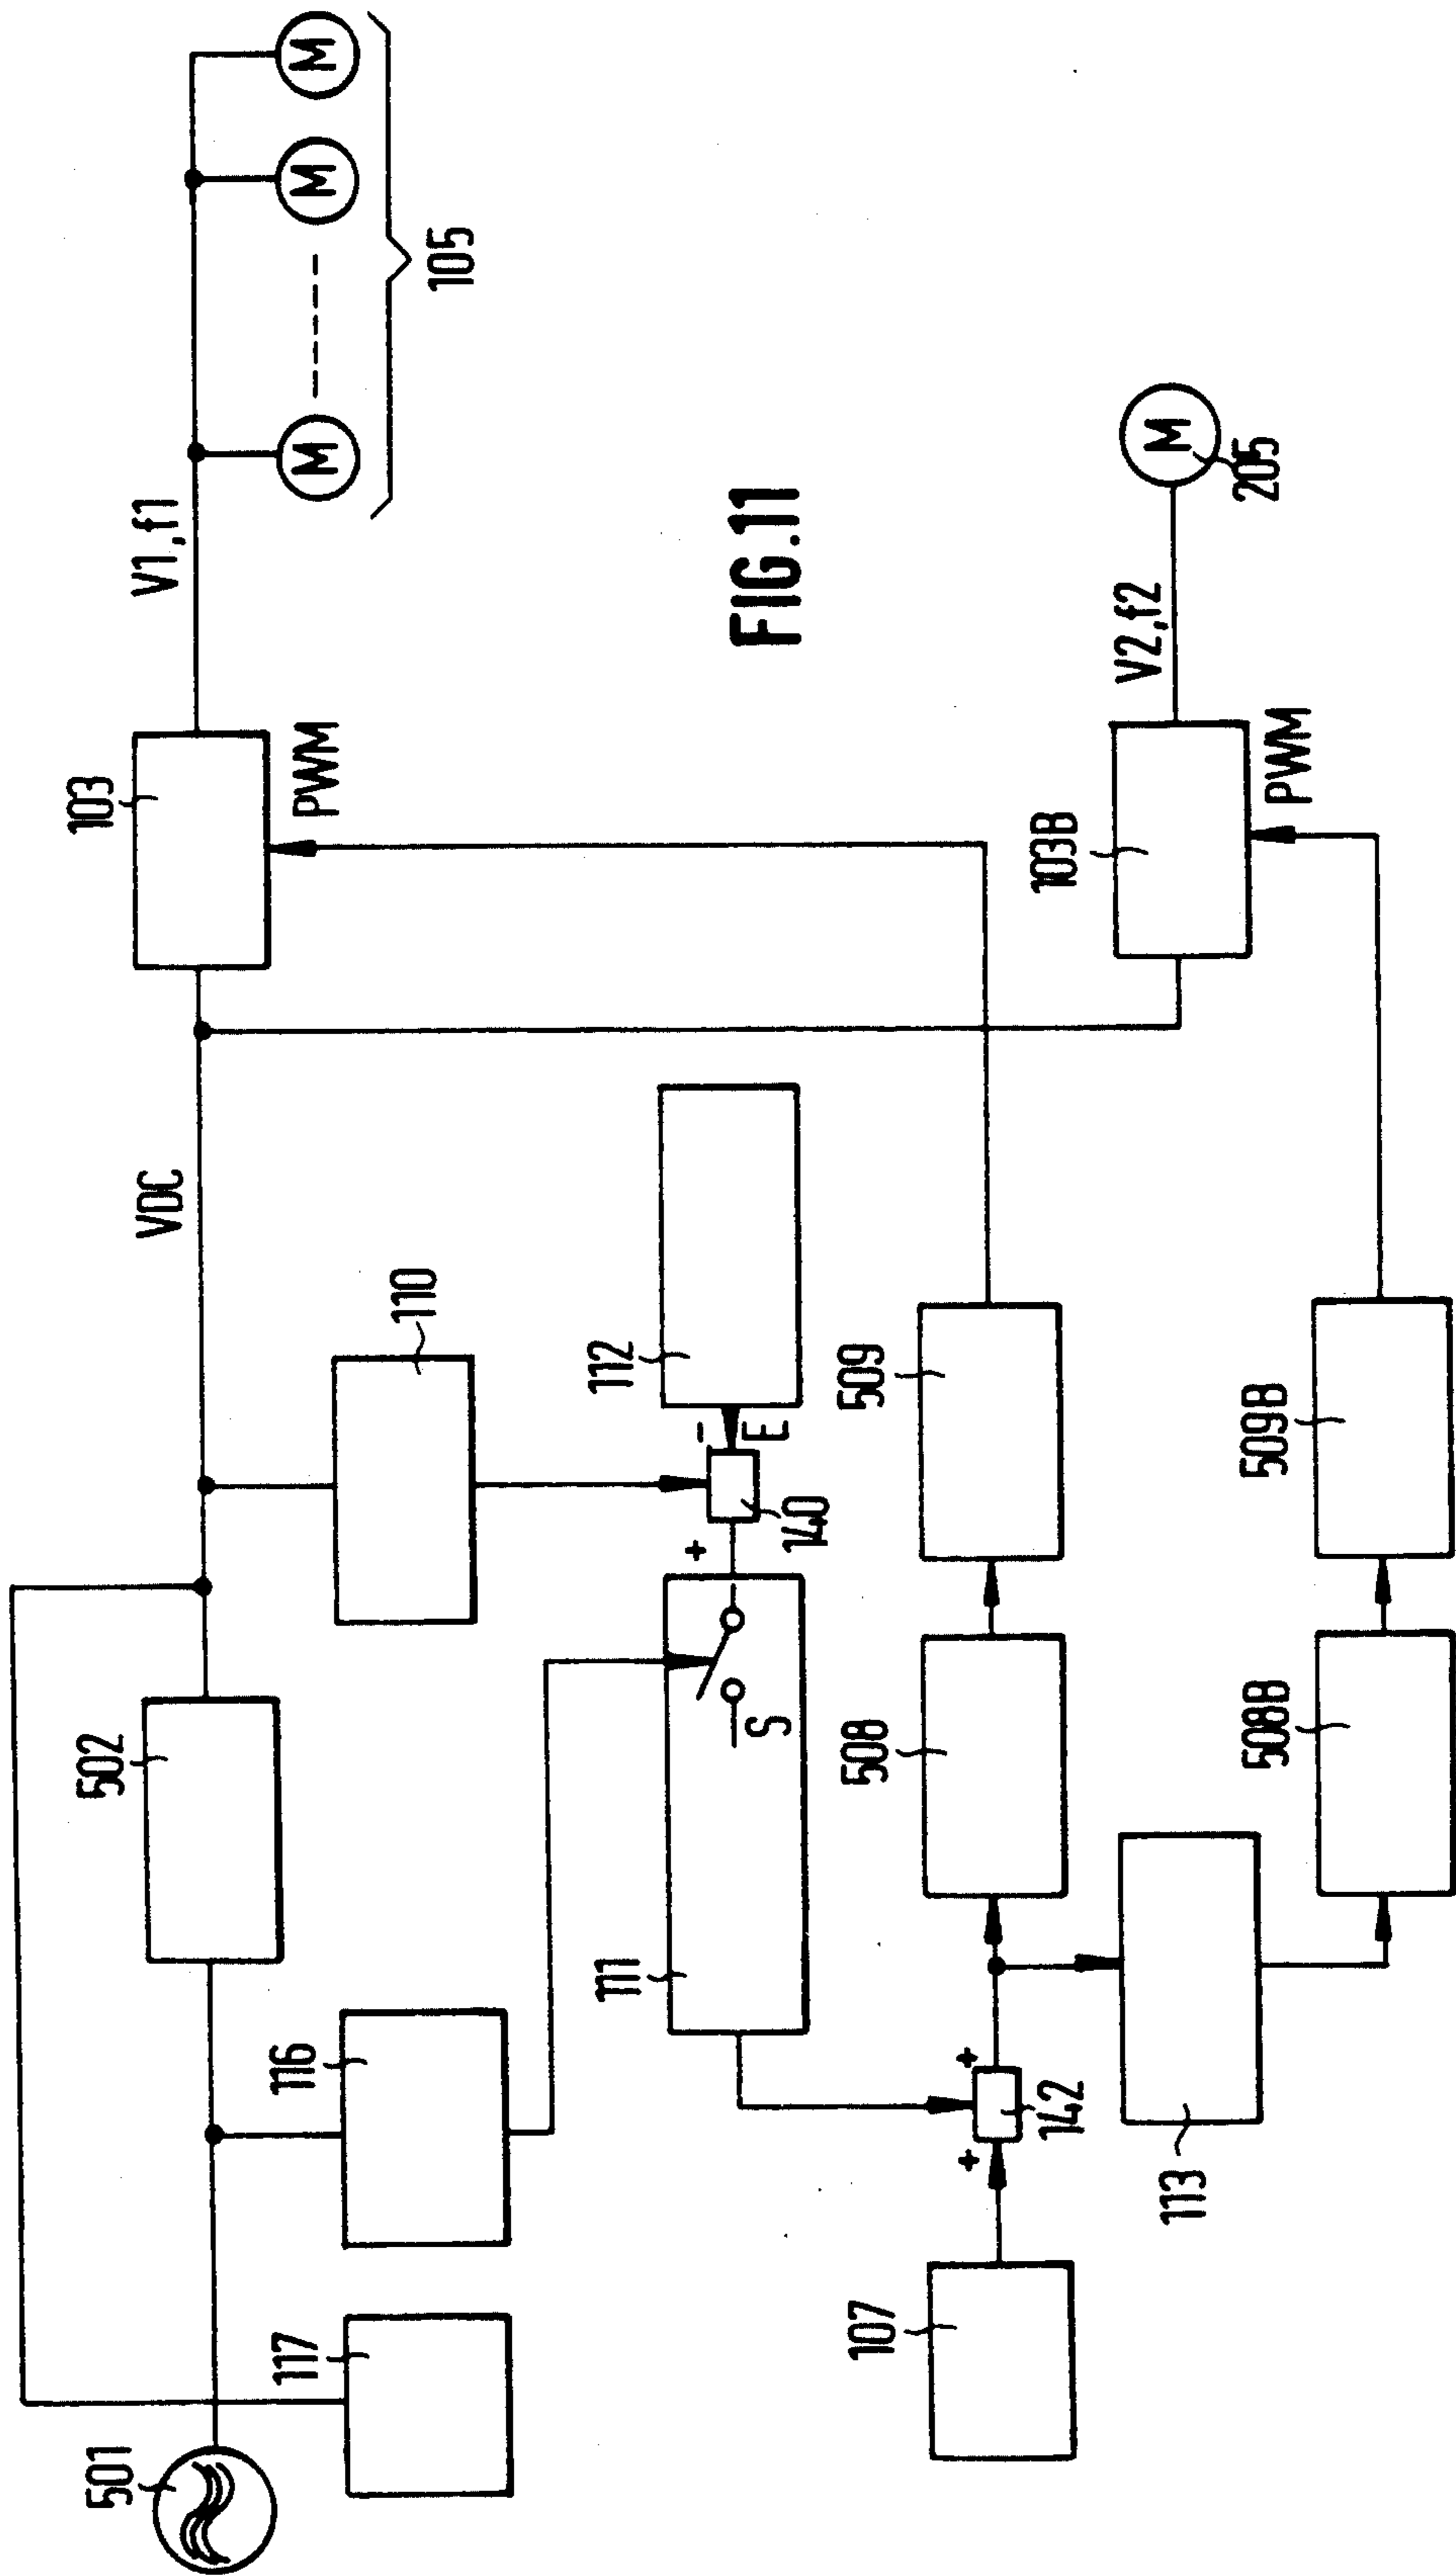 501
117
116
502
VDC
110
103
PWM
V1,f1
M
M
M
105
111
S
+
140
-
E
112
FIG.11
107
+
142
+
508
509
113
508B
509B
103B
PWM
V2,f2
M
205